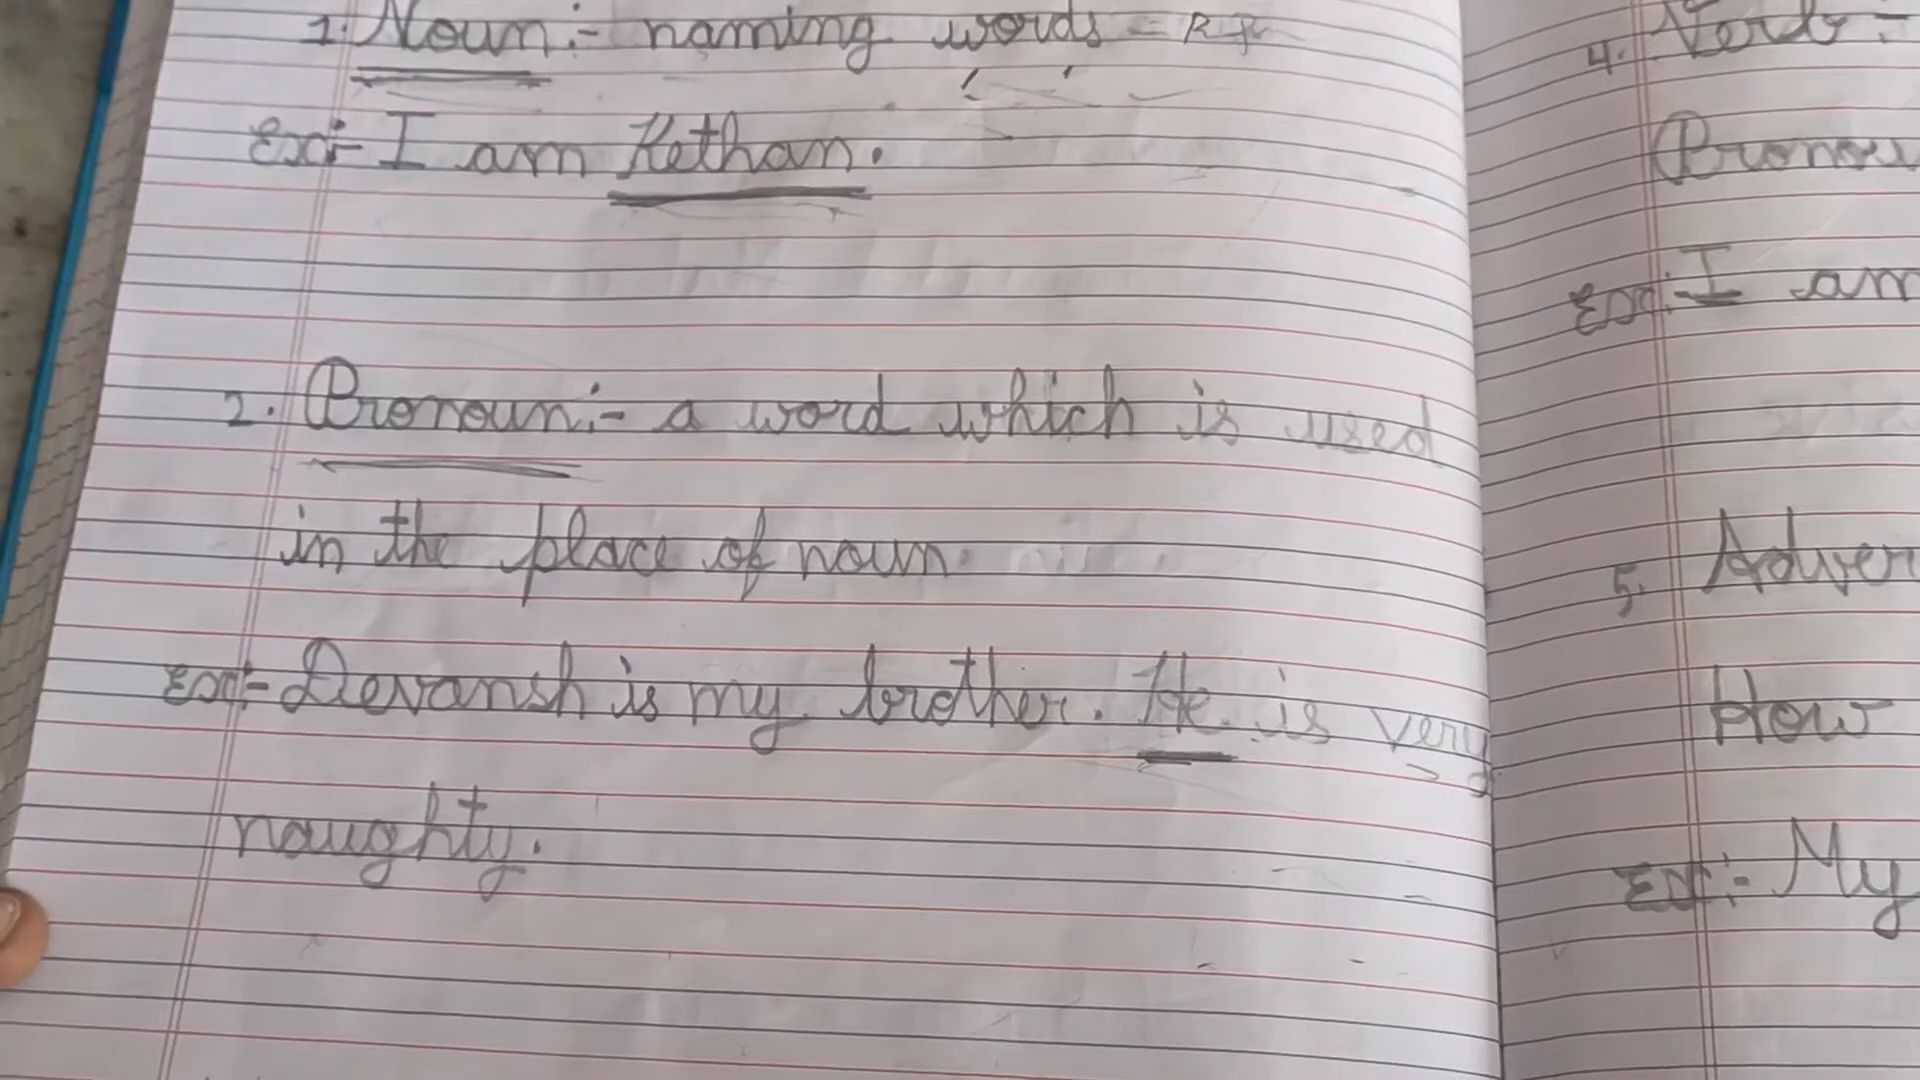 1. Noun:- naming words =
Ex:- I am Kethan.
2. Pronoun:- a word which is used
in the place of noun.
Ex:- Devansh is my brother. He is very
naughty.
4. Verb:-
Ex:- I am
5.
How
Ex:- My